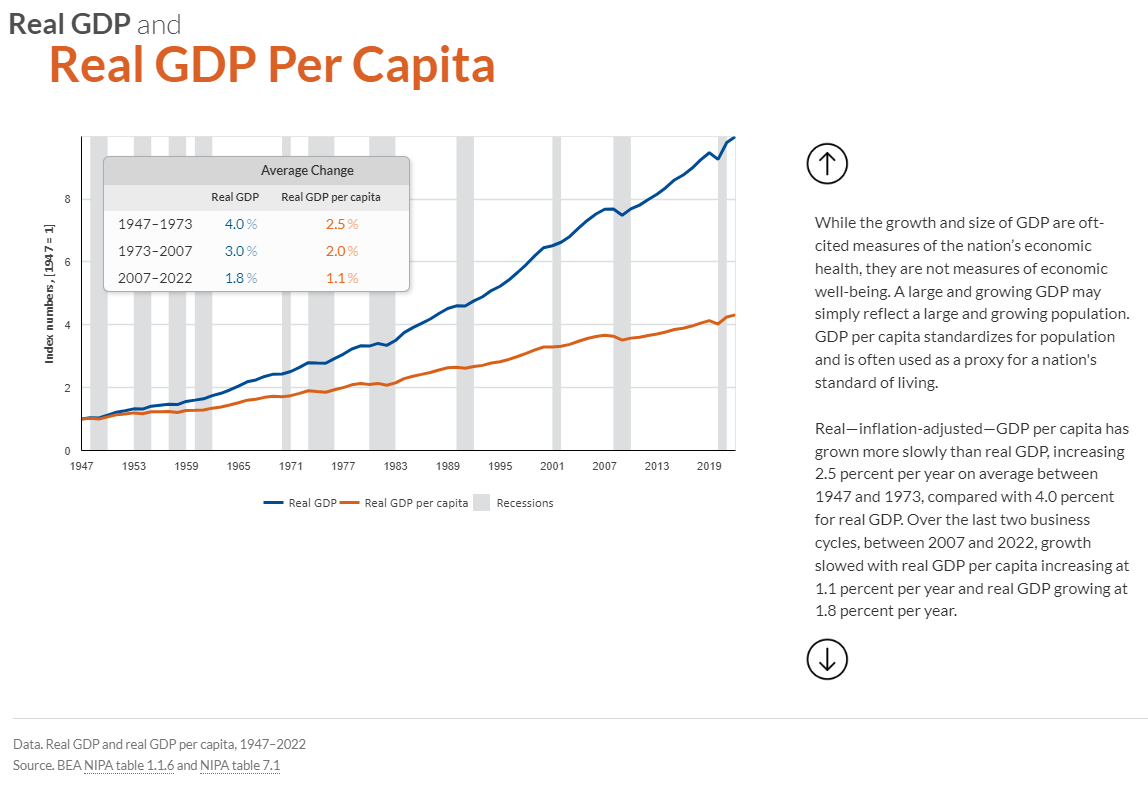 Real GDP and
Real GDP Per Capita
Average Change
Real GDP Real GDP per capita
1947–1973 4.0% 2.5%
1973–2007 3.0% 2.0%
2007–2022 1.8% 1.1%
Index numbers, [1947 = 1]
8
6
4
2
0
1947 1953 1959 1965 1971 1977 1983 1989 1995 2001 2007 2013 2019
Real GDP Real GDP per capita Recessions
While the growth and size of GDP are oft-
cited measures of the nation's economic
health, they are not measures of economic
well-being. A large and growing GDP may
simply reflect a large and growing population.
GDP per capita standardizes for population
and is often used as a proxy for a nation's
standard of living.
Real—inflation-adjusted—GDP per capita has
grown more slowly than real GDP, increasing
2.5 percent per year on average between
1947 and 1973, compared with 4.0 percent
for real GDP. Over the last two business
cycles, between 2007 and 2022, growth
slowed with real GDP per capita increasing at
1.1 percent per year and real GDP growing at
1.8 percent per year.
Data. Real GDP and real GDP per capita, 1947–2022
Source. BEA NIPA table 1.1.6 and NIPA table 7.1